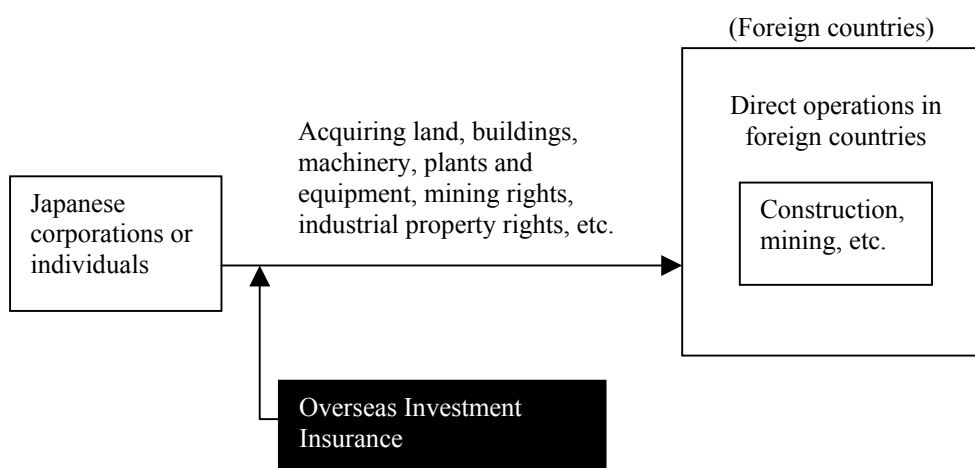 (Foreign countries)
Direct operations in
foreign countries
Acquiring land, buildings,
machinery, plants and
equipment, mining rights,
industrial property rights, etc.
Japanese
corporations or
individuals
Construction,
mining, etc.
Overseas Investment
Insurance